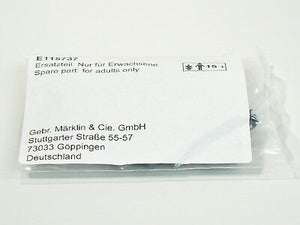 E116737
Ersatzteil. Nur für Erwachsene
Spare part. for adults only
15 +
Gebr. Märklin & Cie. GmbH
Stuttgarter Straße 55-57
73033 Göppingen
Deutschland